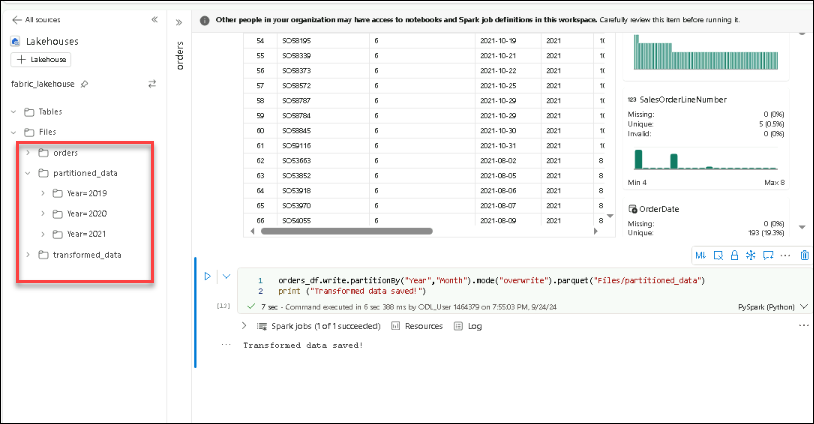 All sources
Lakehouses
+ Lakehouse
fabric_lakehouse
Tables
Files
orders
partitioned_data
Year=2019
Year=2020
Year=2021
transformed_data
orders
Other people in your organization may have access to notebooks and Spark job definitions in this workspace. Carefully review this item before running it.
54 SO58195 6 2021-10-19 2021 10
55 SO58339 6 2021-10-21 2021 10
56 SO58373 6 2021-10-22 2021 10
57 SO58572 6 2021-10-25 2021 10
58 SO58787 6 2021-10-29 2021 10
59 SO58784 6 2021-10-29 2021 10
60 SO58845 6 2021-10-30 2021 10
61 SO59116 6 2021-10-31 2021 10
62 SO53663 6 2021-08-02 2021 8
63 SO53852 6 2021-08-05 2021 8
64 SO53918 6 2021-08-06 2021 8
65 SO53970 6 2021-08-07 2021 8
66 SO54055 6 2021-08-09 2021 8
123 SalesOrderLineNumber
Missing: 0 (0%)
Unique: 5 (0.5%)
Invalid: 0 (0%)
Min 4 Max 8
OrderDate
Missing: 0 (0%)
Unique: 193 (19.3%)
M↓
1 orders_df.write.partitionBy("Year","Month").mode("overwrite").parquet("Files/partitioned_data")
2 print ("Transformed data saved!")
[13]
7 sec - Command executed in 6 sec 388 ms by ODL_User 1464379 on 7:55:03 PM, 9/24/24
PySpark (Python)
Spark jobs (1 of 1 succeeded) Resources Log
Transformed data saved!